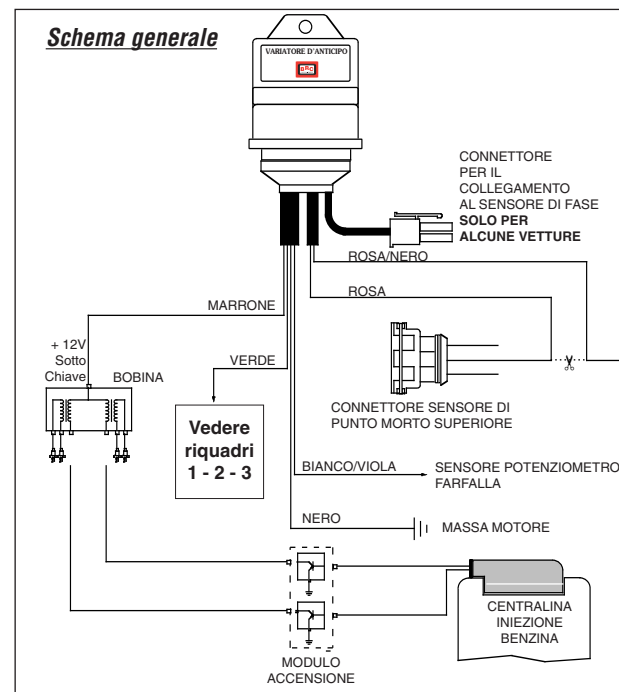 Schema generale
VARIATORE D'ANTICIPO
BRC
CONNETTORE
PER IL
COLLEGAMENTO
AL SENSORE DI FASE
SOLO PER
ALCUNE VETTURE
ROSA/NERO
ROSA
MARRONE
+ 12V
Sotto
Chiave
BOBINA
VERDE
CONNETTORE SENSORE DI
PUNTO MORTO SUPERIORE
Vedere
riquadri
1 - 2 - 3
BIANCO/VIOLA
SENSORE POTENZIOMETRO
FARFALLA
NERO
MASSA MOTORE
CENTRALINA
INIEZIONE
BENZINA
MODULO
ACCENSIONE